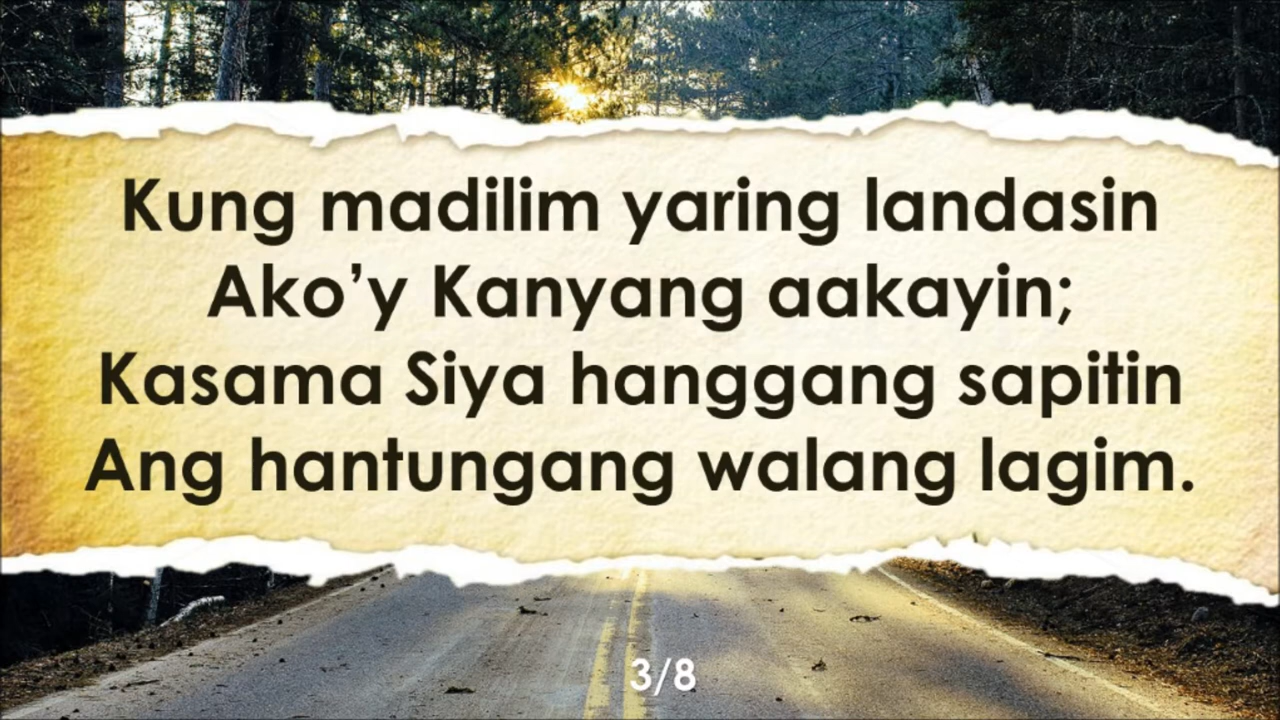 Kung madilim yaring landasin
Ako’y Kanyang aakayin;
Kasama Siya hanggang sapitin
Ang hantungang walang lagim.
3/8